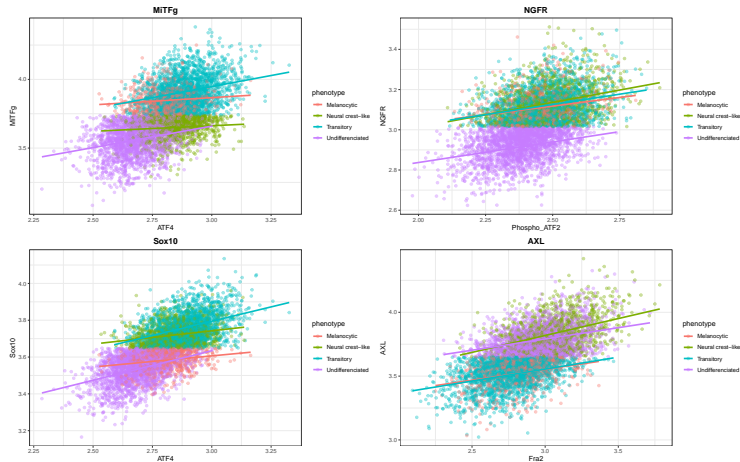 MiTFg
MiTFg
4.0
3.5
2.25
2.50
2.75
3.00
3.25
ATF4
phenotype
Melanocytic
Neural crest–like
Transitory
Undifferenciated
NGFR
NGFR
3.4
3.2
3.0
2.8
2.6
2.00
2.25
2.50
2.75
Phospho_ATF2
phenotype
Melanocytic
Neural crest–like
Transitory
Undifferenciated
Sox10
Sox10
4.0
3.8
3.6
3.4
3.2
2.25
2.50
2.75
3.00
3.25
ATF4
phenotype
Melanocytic
Neural crest–like
Transitory
Undifferenciated
AXL
AXL
4.0
3.5
3.0
2.0
2.5
3.0
3.5
Fra2
phenotype
Melanocytic
Neural crest–like
Transitory
Undifferenciated